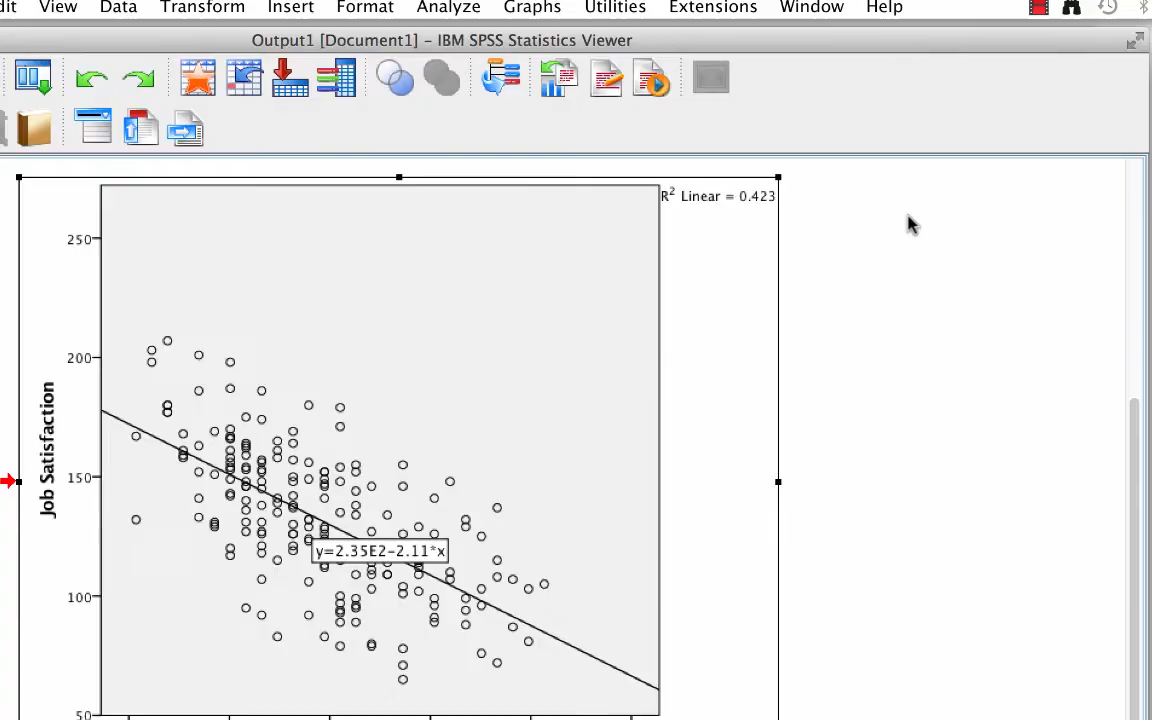 dit View Data Transform Insert Format Analyze Graphs Utilities Extensions Window Help
Output1 [Document1] – IBM SPSS Statistics Viewer
R² Linear = 0.423
250
200
Job Satisfaction
150
y=2.35E2-2.11*x
100
50